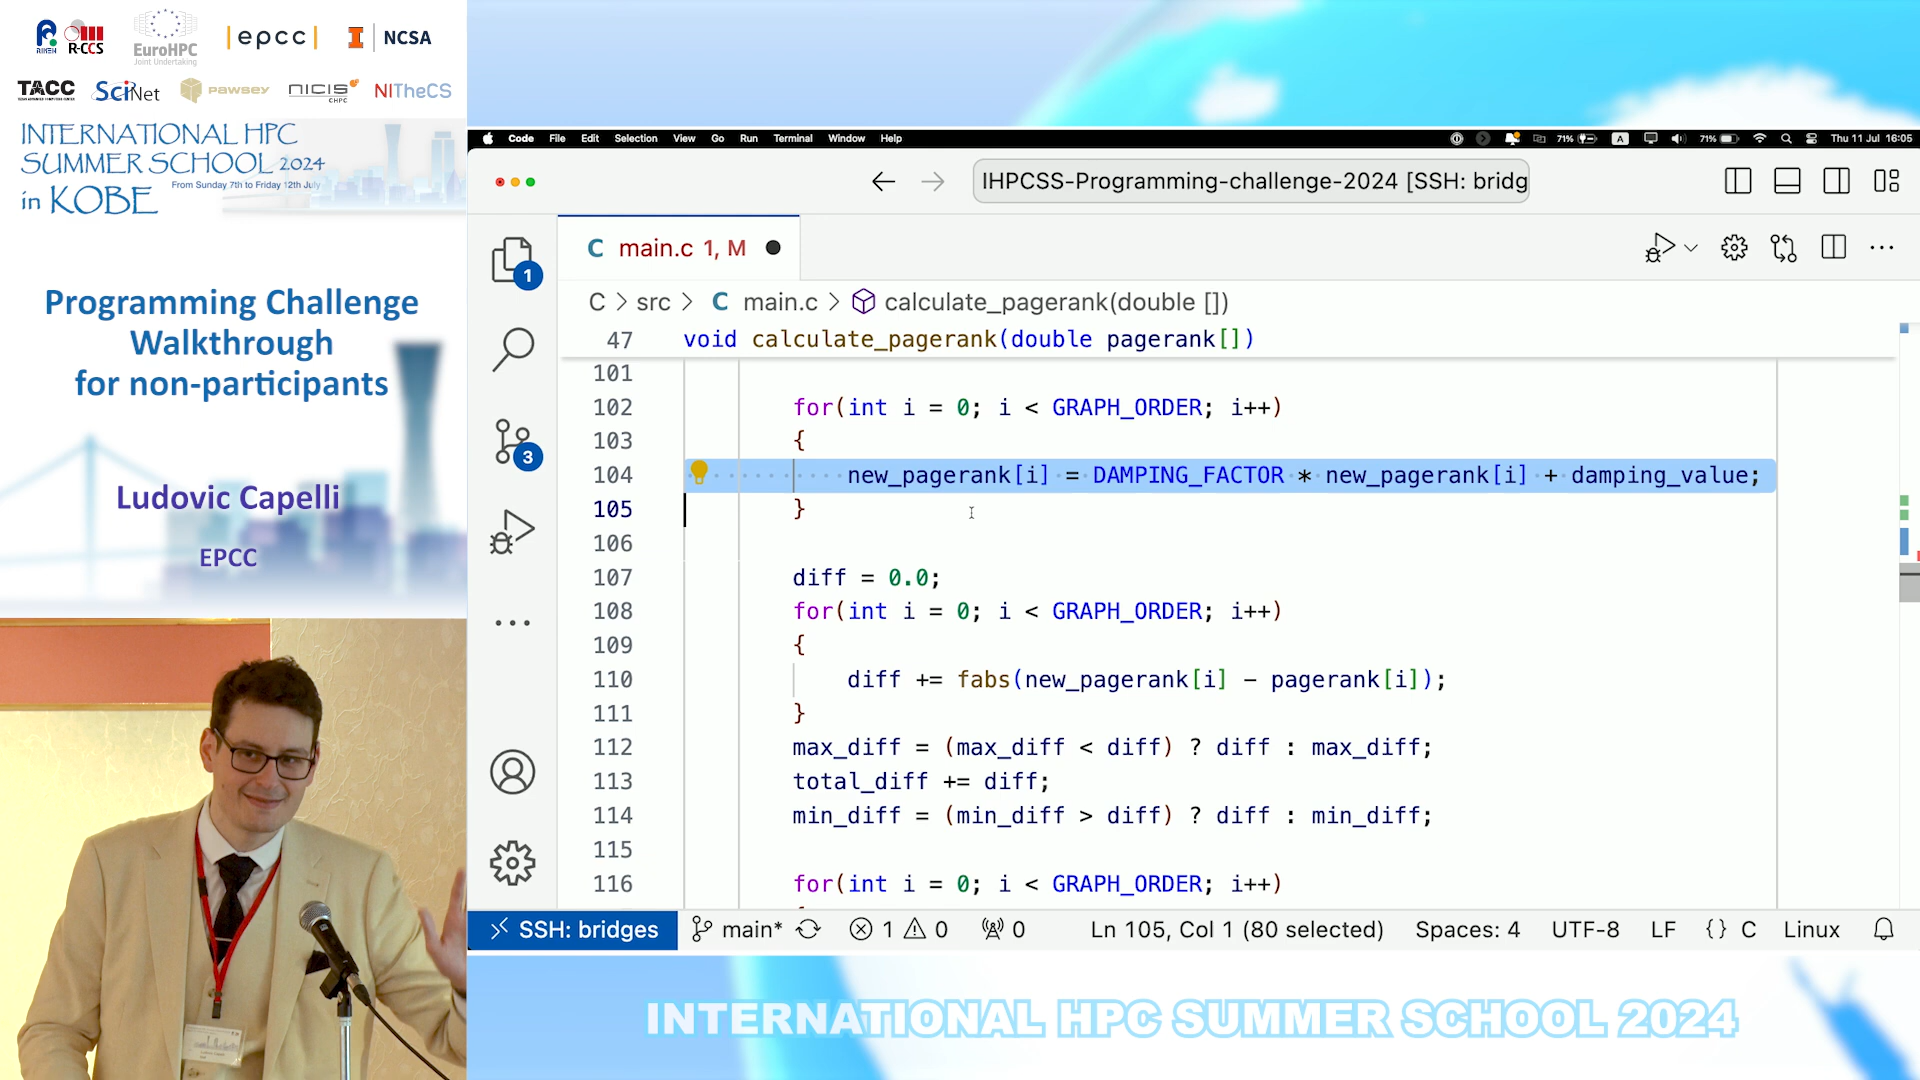 RIKEN R-CCS
EuroHPC
Joint Undertaking
epcc
NCSA
TACC
SciNet
PAWSEY
NICIS
CHPC
NITheCS
INTERNATIONAL HPC
SUMMER SCHOOL 2024
in KOBE
From Sunday 7th to Friday 12th July
Programming Challenge
Walkthrough
for non-participants
Ludovic Capelli
EPCC
Code File Edit Selection View Go Run Terminal Window Help
71% A 71% Thu 11 Jul 16:05
IHPCSS-Programming-challenge-2024 [SSH: bridg
C main.c 1, M
C > src > C main.c > calculate_pagerank(double [])
47 void calculate_pagerank(double pagerank[])
101
102 for(int i = 0; i < GRAPH_ORDER; i++)
103 {
104 new_pagerank[i] = DAMPING_FACTOR * new_pagerank[i] + damping_value;
105 }
106
107 diff = 0.0;
108 for(int i = 0; i < GRAPH_ORDER; i++)
109 {
110 diff += fabs(new_pagerank[i] - pagerank[i]);
111 }
112 max_diff = (max_diff < diff) ? diff : max_diff;
113 total_diff += diff;
114 min_diff = (min_diff > diff) ? diff : min_diff;
115
116 for(int i = 0; i < GRAPH_ORDER; i++)
1
3
SSH: bridges main* 1 0 0 Ln 105, Col 1 (80 selected) Spaces: 4 UTF-8 LF {} C Linux
INTERNATIONAL HPC SUMMER SCHOOL 2024